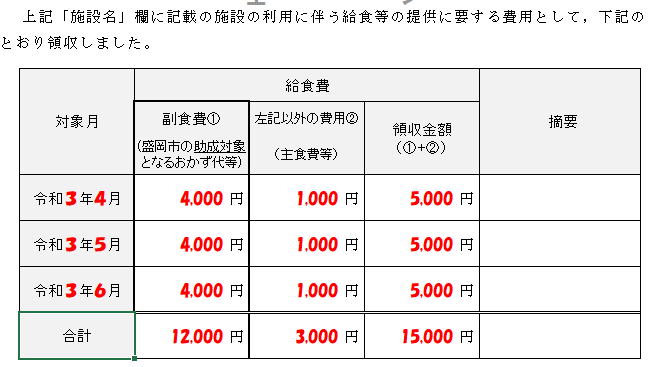 上記「施設名」欄に記載の施設の利用に伴う給食等の提供に要する費用として，下記の
とおり領収しました。
対象月
給食費
摘要
副食費①
(盛岡市の助成対象
となるおかず代等)
左記以外の費用②
（主食費等）
領収金額
（①+②）
令和3年4月 4,000 円 1,000 円 5,000 円
令和3年5月 4,000 円 1,000 円 5,000 円
令和3年6月 4,000 円 1,000 円 5,000 円
合計 12,000 円 3,000 円 15,000 円